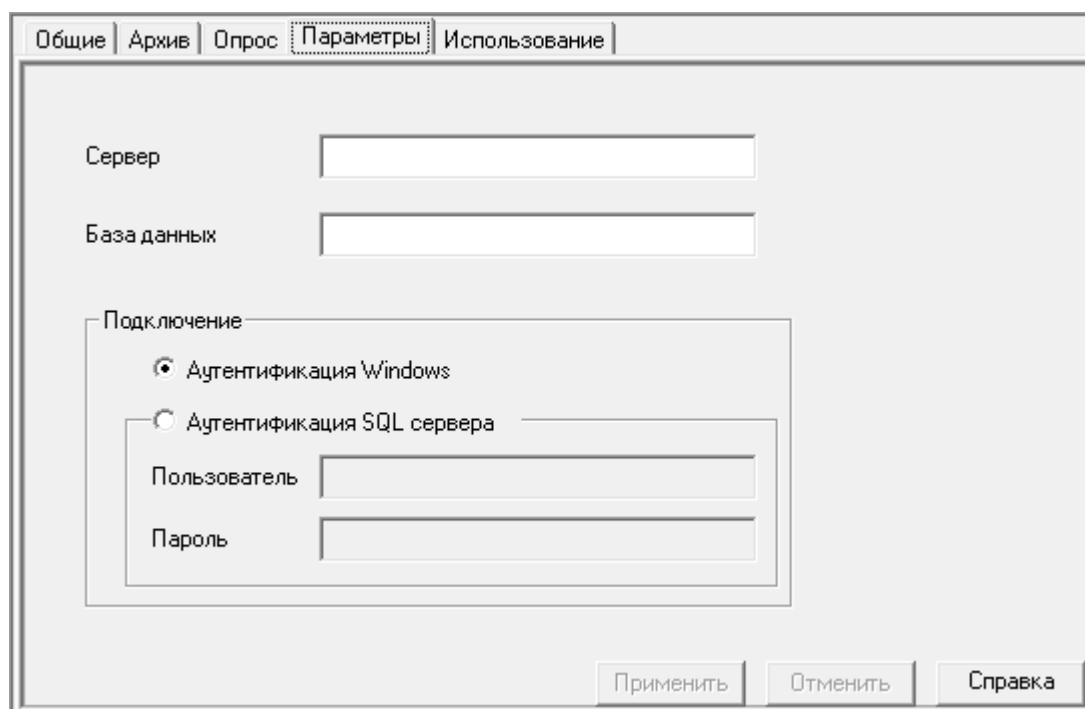 Общие Архив Опрос Параметры Использование
Сервер
База данных
Подключение
Аутентификация Windows
Аутентификация SQL сервера
Пользователь
Пароль
Применить Отменить Справка